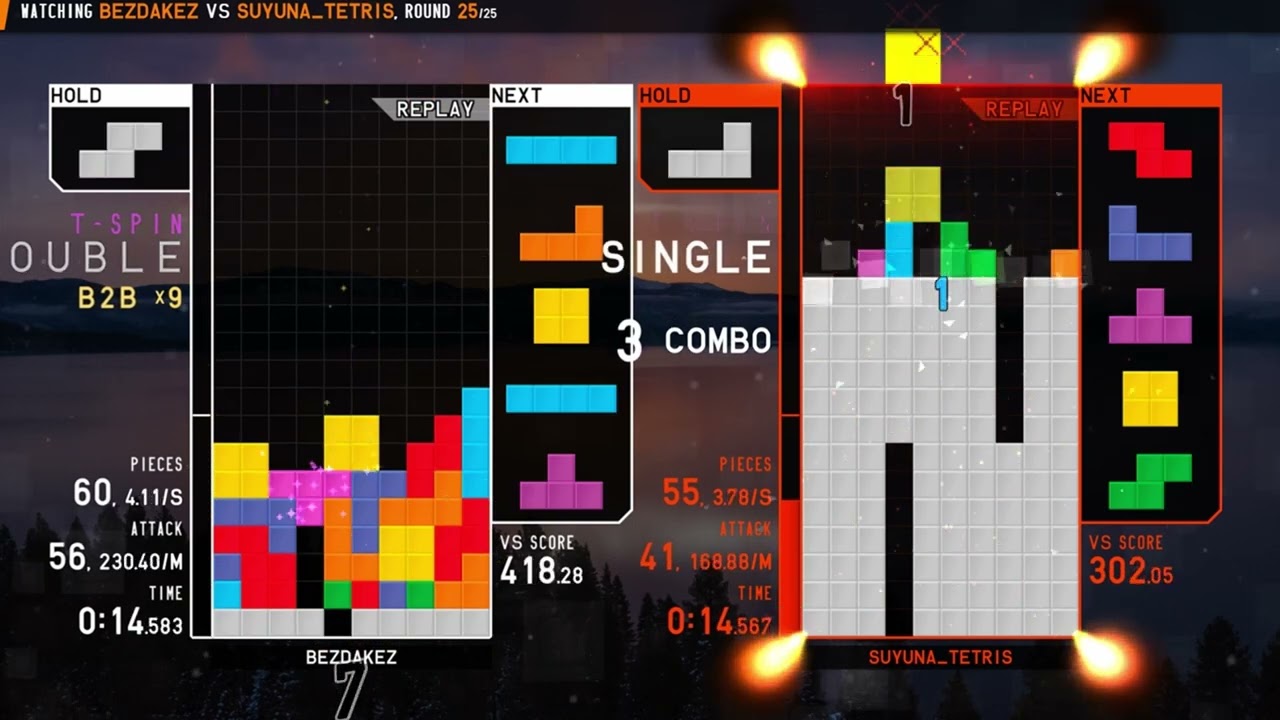 WATCHING BEZDAKEZ VS SUYUNA_TETRIS, ROUND 25/25
HOLD
REPLAY
NEXT
T-SPIN
OUBLE
B2B ×9
PIECES
60, 4.11/S
ATTACK
56, 230.40/M
TIME
0:14.583
VS SCORE
418.28
BEZDAKEZ
7
HOLD
1
REPLAY
NEXT
SINGLE
1
3 COMBO
PIECES
55, 3.78/S
ATTACK
41, 168.88/M
TIME
0:14.567
VS SCORE
302.05
SUYUNA_TETRIS